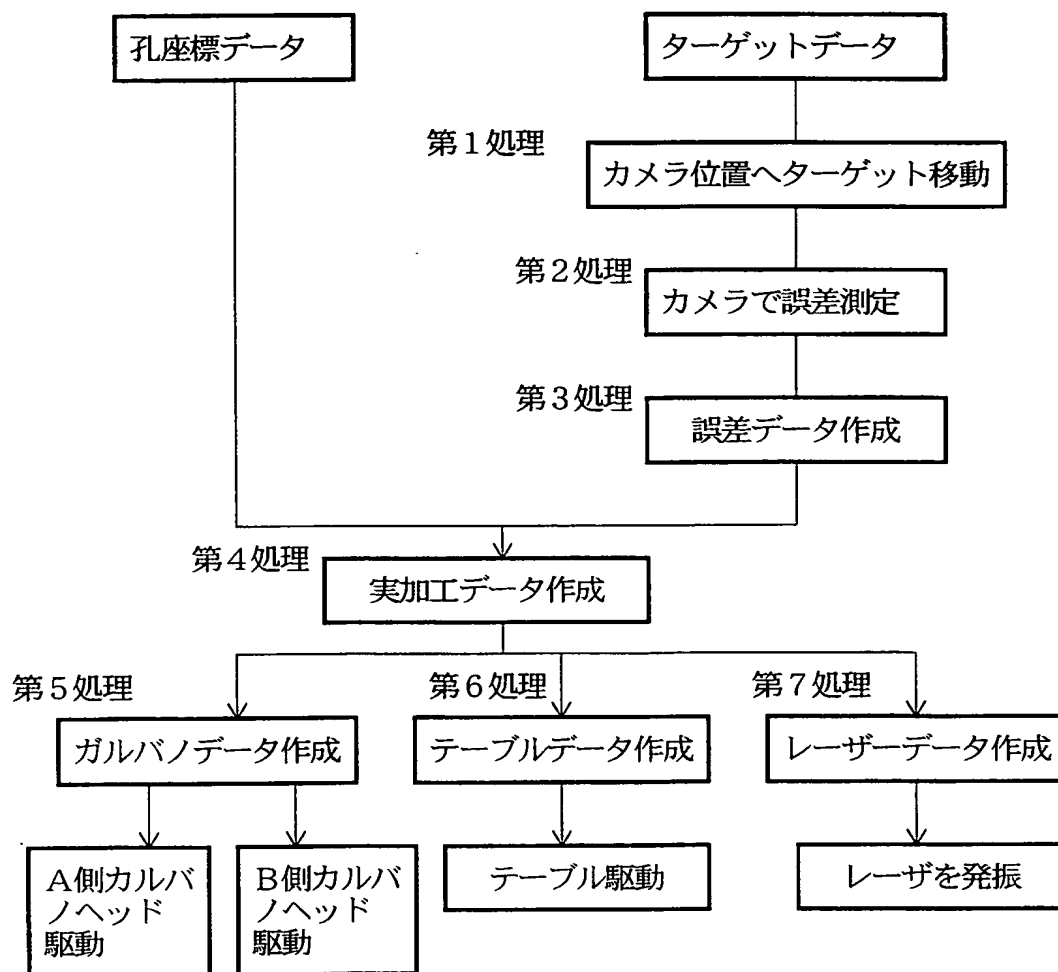 孔座標データ
ターゲットデータ
第1処理
カメラ位置へターゲット移動
第2処理
カメラで誤差測定
第3処理
誤差データ作成
第4処理
実加工データ作成
第5処理
ガルバノデータ作成
第6処理
テーブルデータ作成
第7処理
レーザーデータ作成
A側カルバ
ノヘッド
駆動
B側カルバ
ノヘッド
駆動
テーブル駆動
レーザを発振